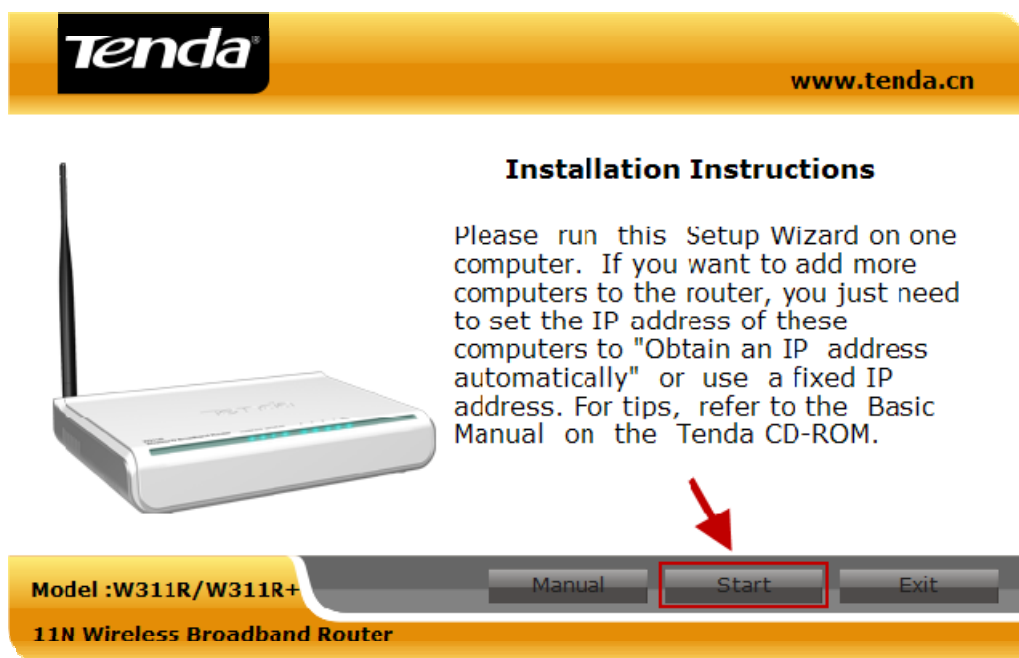 Tenda®
www.tenda.cn
Installation Instructions
Please run this Setup Wizard on one
computer. If you want to add more
computers to the router, you just need
to set the IP address of these
computers to "Obtain an IP address
automatically" or use a fixed IP
address. For tips, refer to the Basic
Manual on the Tenda CD-ROM.
Model :W311R/W311R+
Manual
Start
Exit
11N Wireless Broadband Router